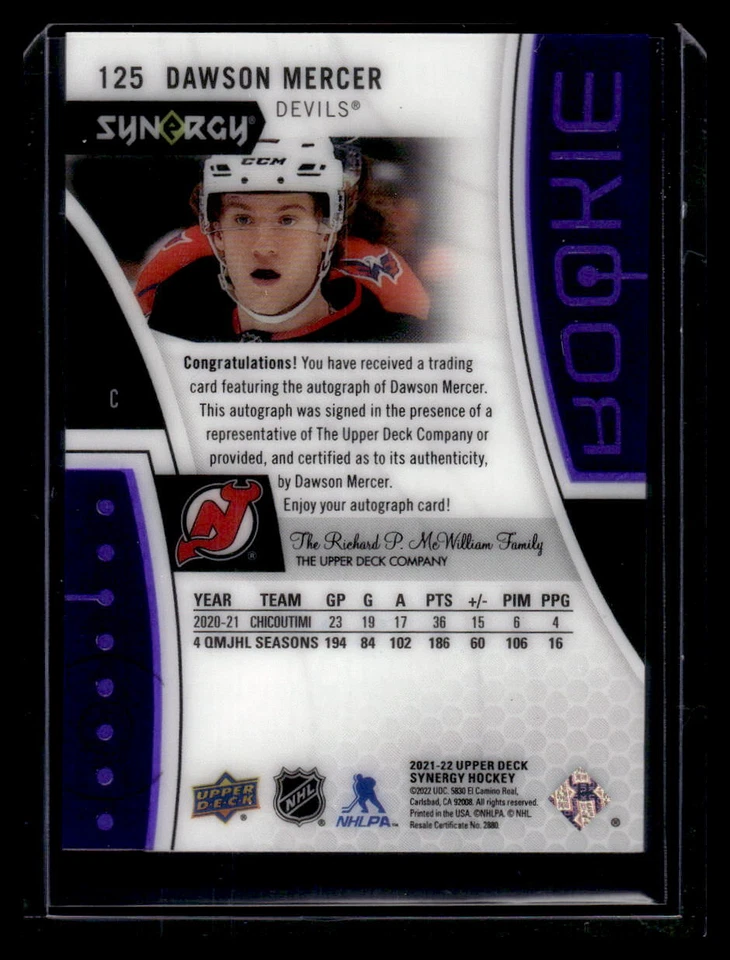 125 DAWSON MERCER
DEVILS®
SYNERGY®
CCM
ROOKIE
C
Congratulations! You have received a trading
card featuring the autograph of Dawson Mercer.
This autograph was signed in the presence of a
representative of The Upper Deck Company or
provided, and certified as to its authenticity,
by Dawson Mercer.
Enjoy your autograph card!
The Richard P. McWilliam Family
THE UPPER DECK COMPANY
YEAR TEAM GP G A PTS +/- PIM PPG
2020-21 CHICOUTIMI 23 19 17 36 15 6 4
4 QMJHL SEASONS 194 84 102 186 60 106 16
UPPER
D·E·C·K
®
NHL
®
NHLPA™
2021-22 UPPER DECK
SYNERGY HOCKEY
©2022 UDC. 5830 El Camino Real,
Carlsbad, CA 92008. All rights reserved.
Printed in the USA. ©NHLPA. © NHL
Resale Certificate No. 2880.
®